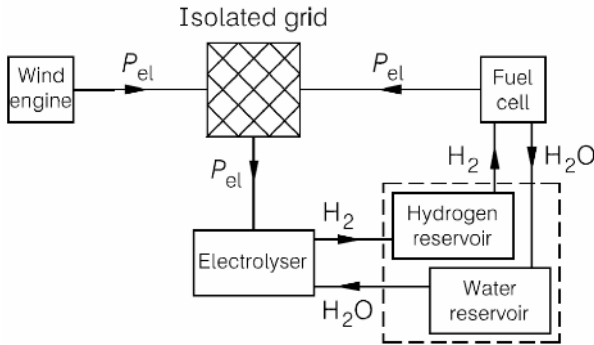 Isolated grid
Wind
engine
P_el
P_el
Fuel
cell
P_el
H₂
H₂O
Hydrogen
reservoir
H₂
Electrolyser
H₂O
Water
reservoir